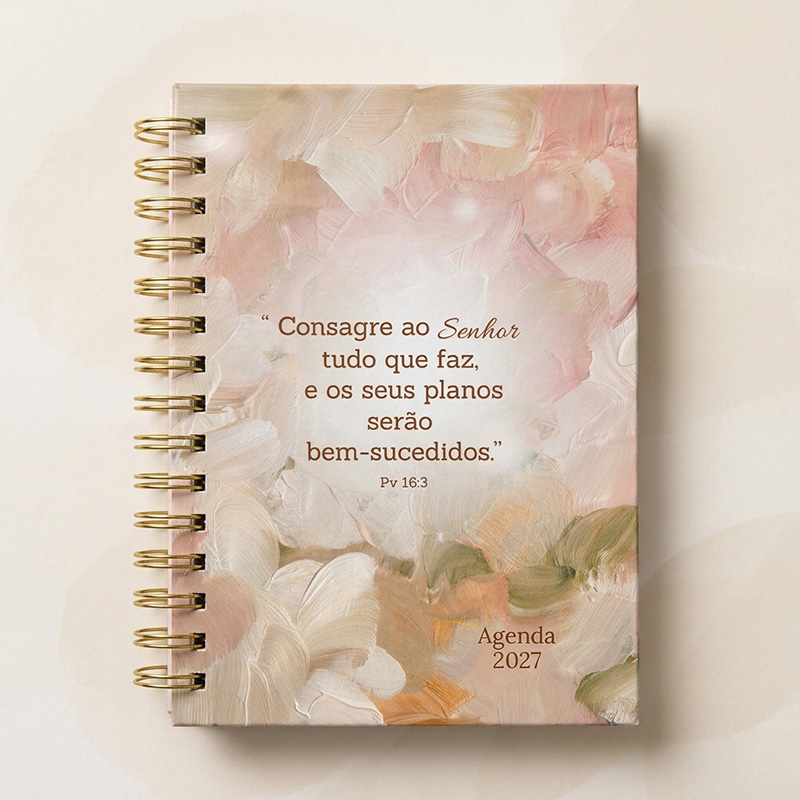 “ Consagre ao Senhor
tudo que faz,
e os seus planos
serão
bem-sucedidos.”
Pv 16:3
Agenda
2027